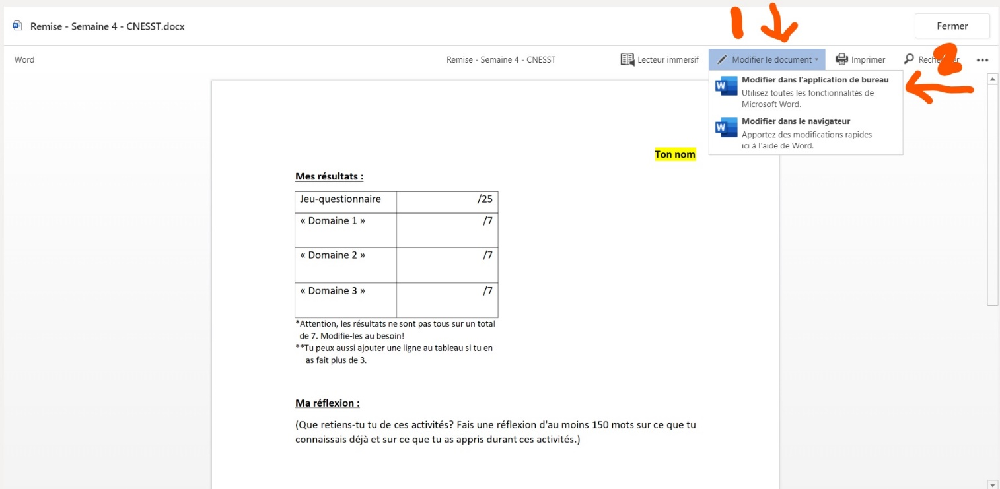 Remise - Semaine 4 - CNESST.docx
Fermer
1
Word
Remise - Semaine 4 - CNESST
Lecteur immersif
Modifier le document
Imprimer
Rechercher
2
Modifier dans l'application de bureau
Utilisez toutes les fonctionnalités de
Microsoft Word.
Modifier dans le navigateur
Apportez des modifications rapides
ici à l'aide de Word.
Ton nom
Mes résultats :
Jeu-questionnaire /25
« Domaine 1 » /7
« Domaine 2 » /7
« Domaine 3 » /7
*Attention, les résultats ne sont pas tous sur un total
de 7. Modifie-les au besoin!
**Tu peux aussi ajouter une ligne au tableau si tu en
as fait plus de 3.
Ma réflexion :
(Que retiens-tu tu de ces activités? Fais une réflexion d'au moins 150 mots sur ce que tu
connaissais déjà et sur ce que tu as appris durant ces activités.)